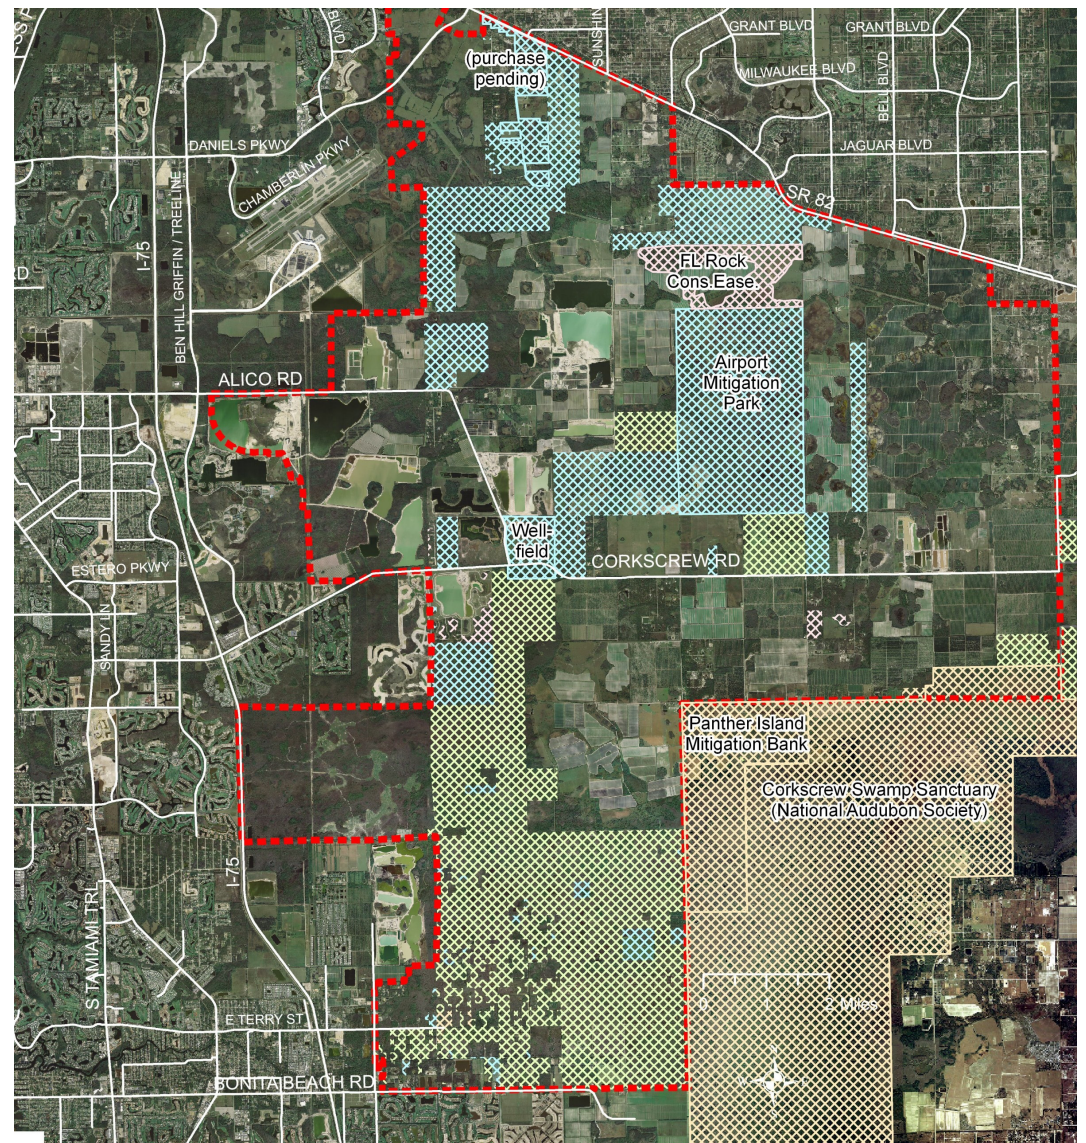 BLVD
SUNSHIN
GRANT BLVD
GRANT BLVD
(purchase
pending)
MILWAUKEE BLVD
BELL BLVD
DANIELS PKWY
CHAMBERLIN PKWY
JAGUAR BLVD
SR 82
I-75
BEN HILL GRIFFIN / TREELINE
RD
FL Rock
Cons.Ease.
ALICO RD
Airport
Mitigation
Park
Well-
field
CORKSCREW RD
ESTERO PKWY
SANDY LN
Panther Island
Mitigation Bank
Corkscrew Swamp Sanctuary
(National Audubon Society)
I-75
S TAMIAMI TRL
0 1 2 Miles
E TERRY ST
BONITA BEACH RD